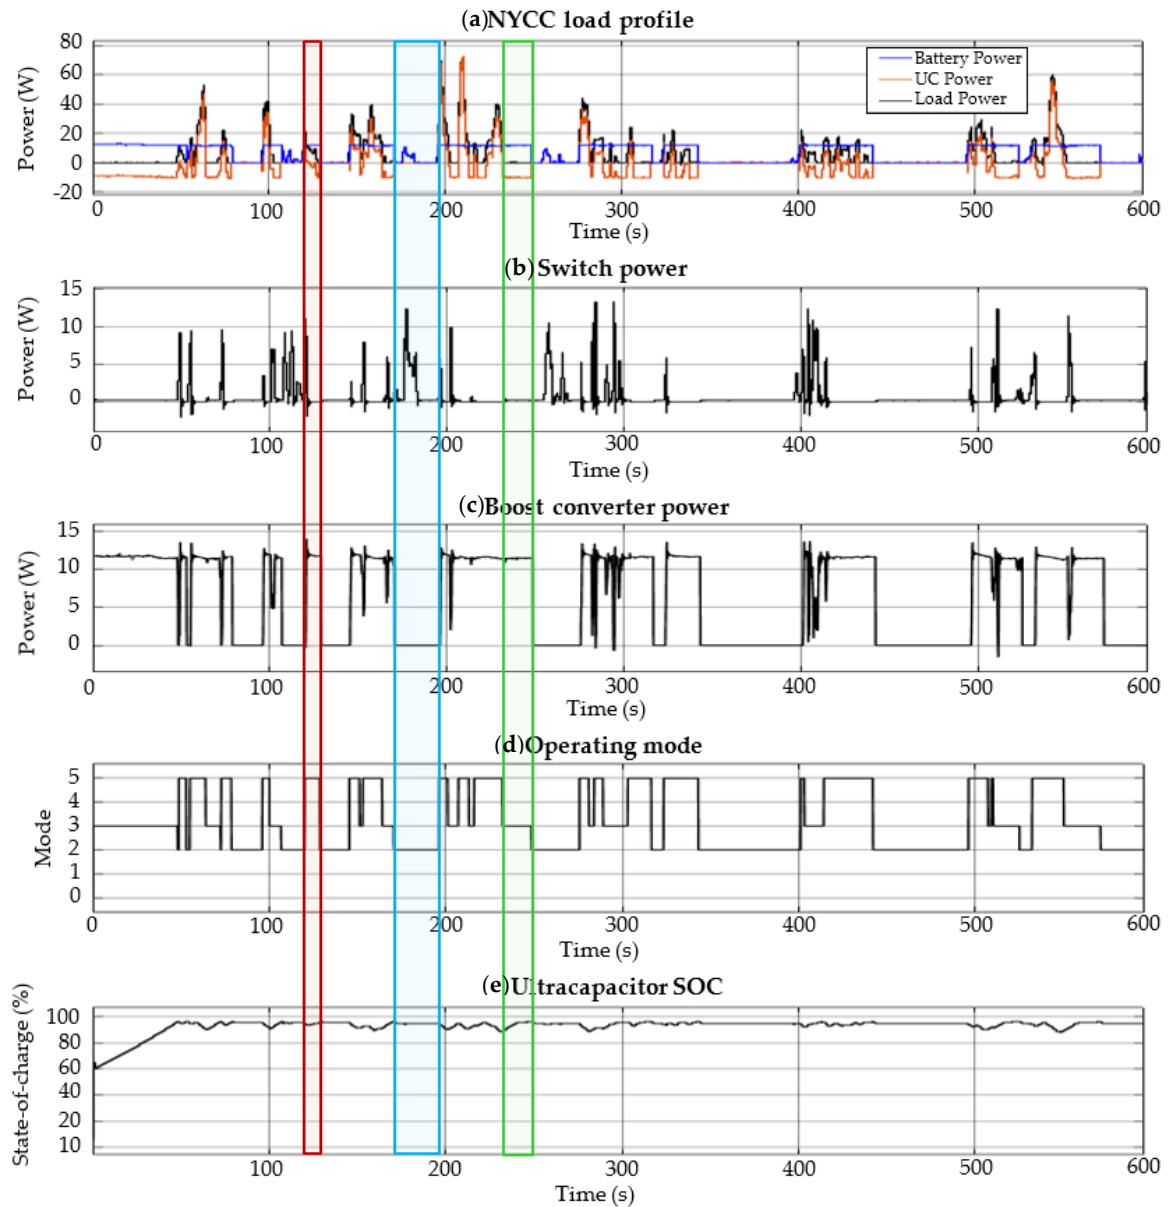 (a)NYCC load profile
80
60
40
20
0
-20
Power (W)
Battery Power
UC Power
Load Power
0 100 200 300 400 500 600
Time (s)
(b)Switch power
15
10
5
0
Power (W)
0 100 200 300 400 500 600
Time (s)
(c)Boost converter power
15
10
5
0
Power (W)
0 100 200 300 400 500 600
Time (s)
(d)Operating mode
5
4
3
2
1
0
Mode
0 100 200 300 400 500 600
Time (s)
(e)Ultracapacitor SOC
100
80
60
40
20
10
State-of-charge (%)
100 200 300 400 500 600
Time (s)